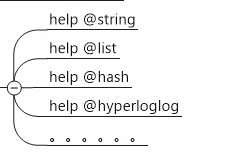 help @string
help @list
help @hash
help @hyperloglog
。。。。。。